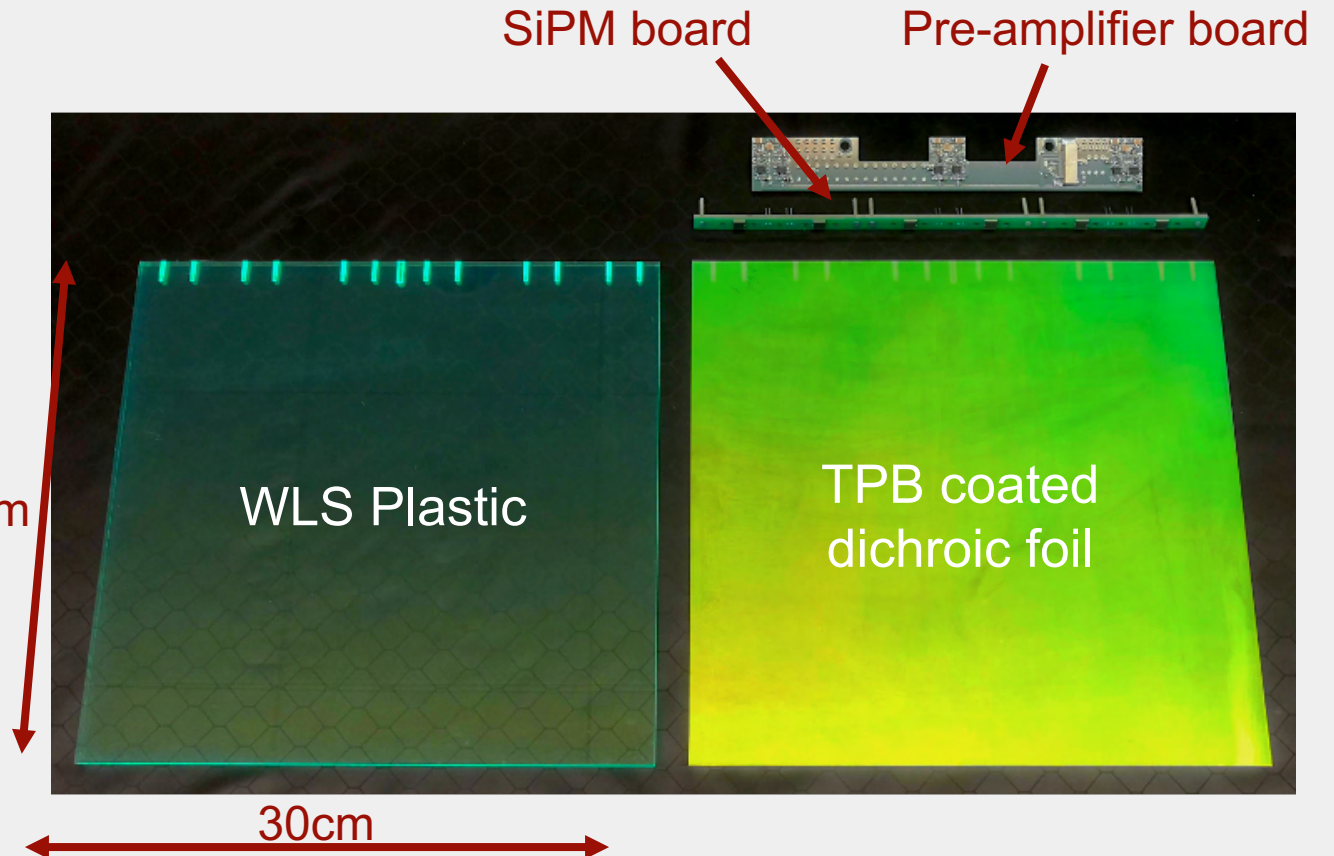 SiPM board
Pre-amplifier board
WLS Plastic
TPB coated
dichroic foil
30cm